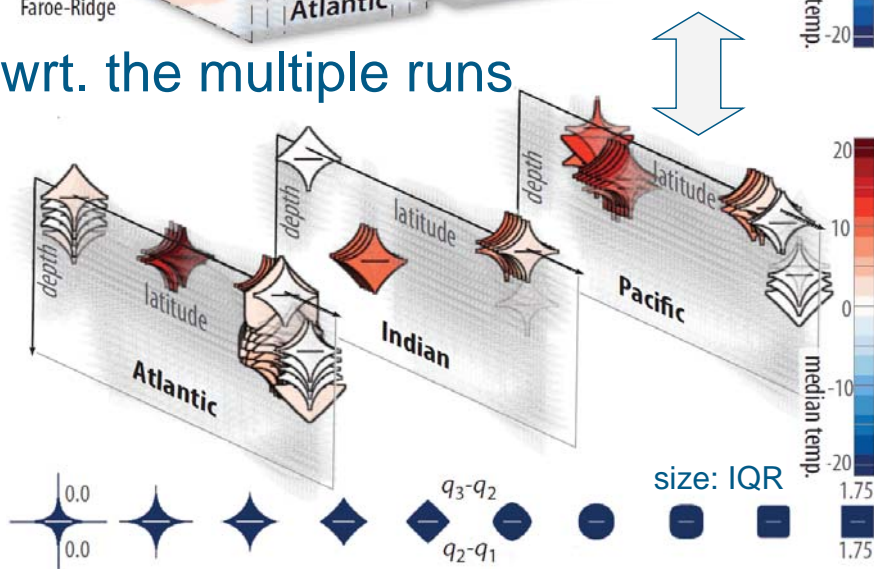 Faroe-Ridge
Atlantic
temp.
-20
wrt. the multiple runs
depth
latitude
Atlantic
depth
latitude
Indian
depth
latitude
Pacific
20
10
0
-10
-20
median temp.
size: IQR
0.0
0.0
q3-q2
q2-q1
1.75
1.75